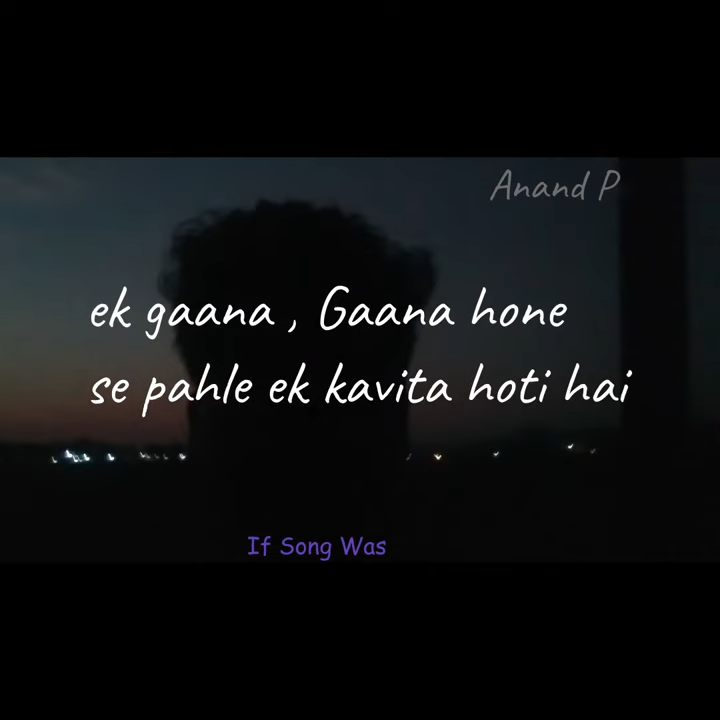 Anand P
ek gaana , Gaana hone
se pahle ek kavita hoti hai
If Song Was